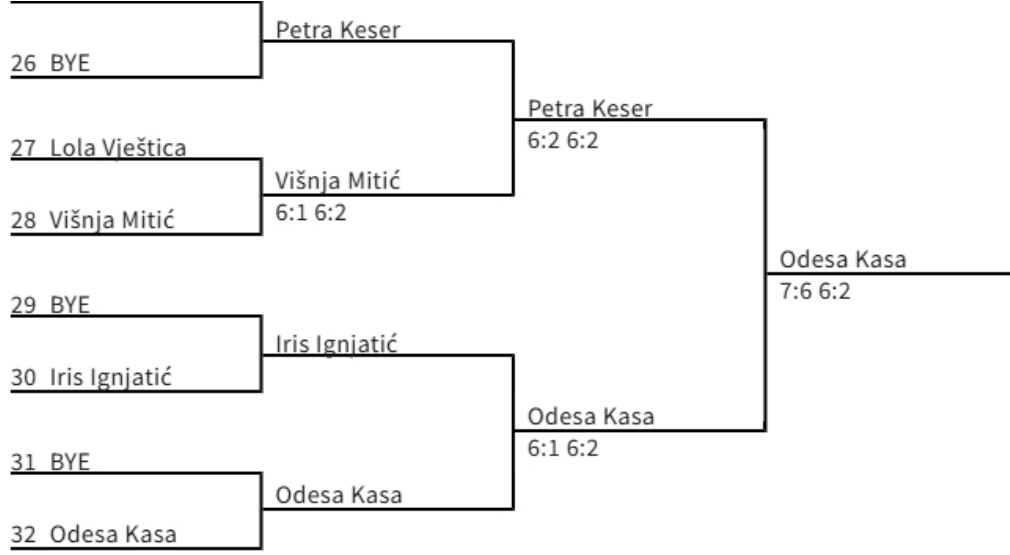 Petra Keser
26 BYE
Petra Keser
6:2 6:2
27 Lola Vještica
Višnja Mitić
6:1 6:2
28 Višnja Mitić
Odesa Kasa
7:6 6:2
29 BYE
Iris Ignjatić
30 Iris Ignjatić
Odesa Kasa
6:1 6:2
31 BYE
Odesa Kasa
32 Odesa Kasa